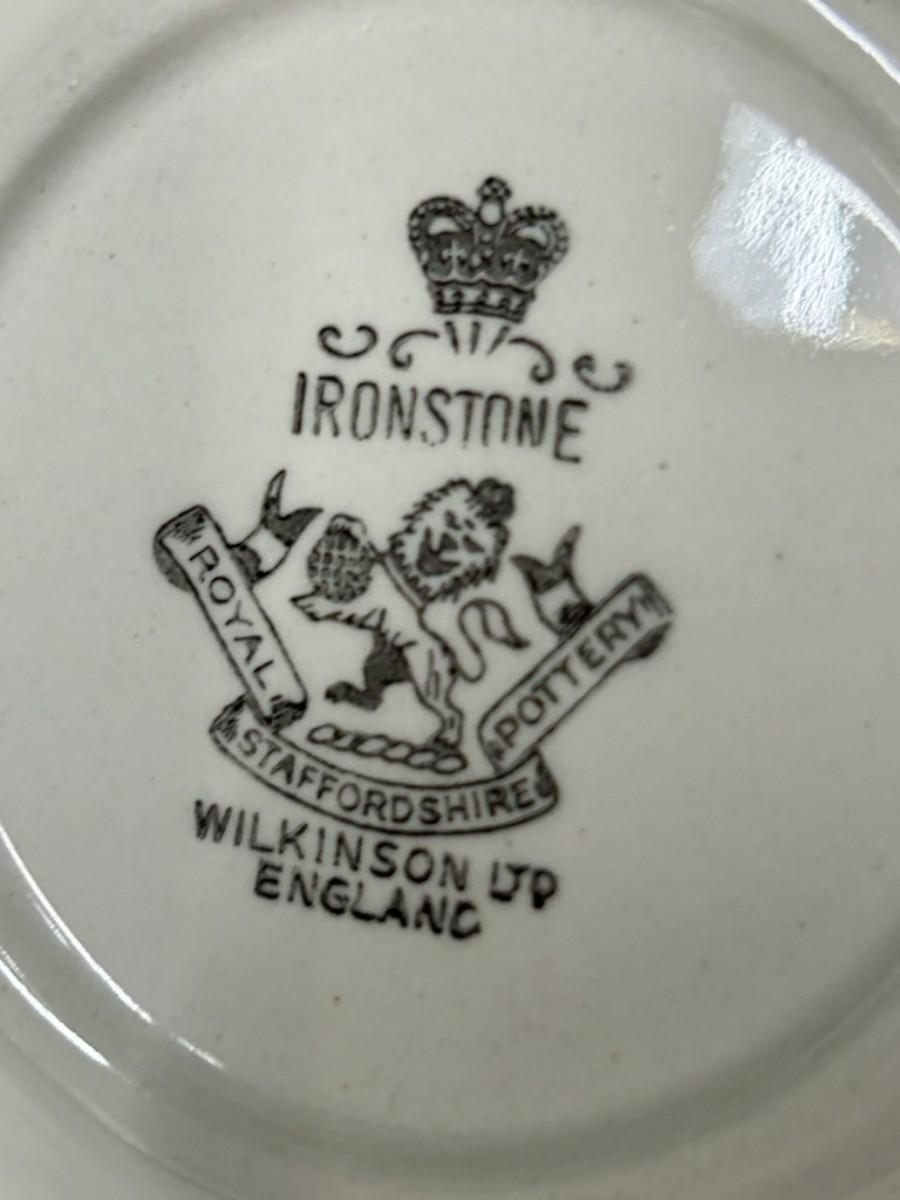 IRONSTONE
ROYAL
STAFFORDSHIRE
POTTERY
WILKINSON LTD
ENGLAND